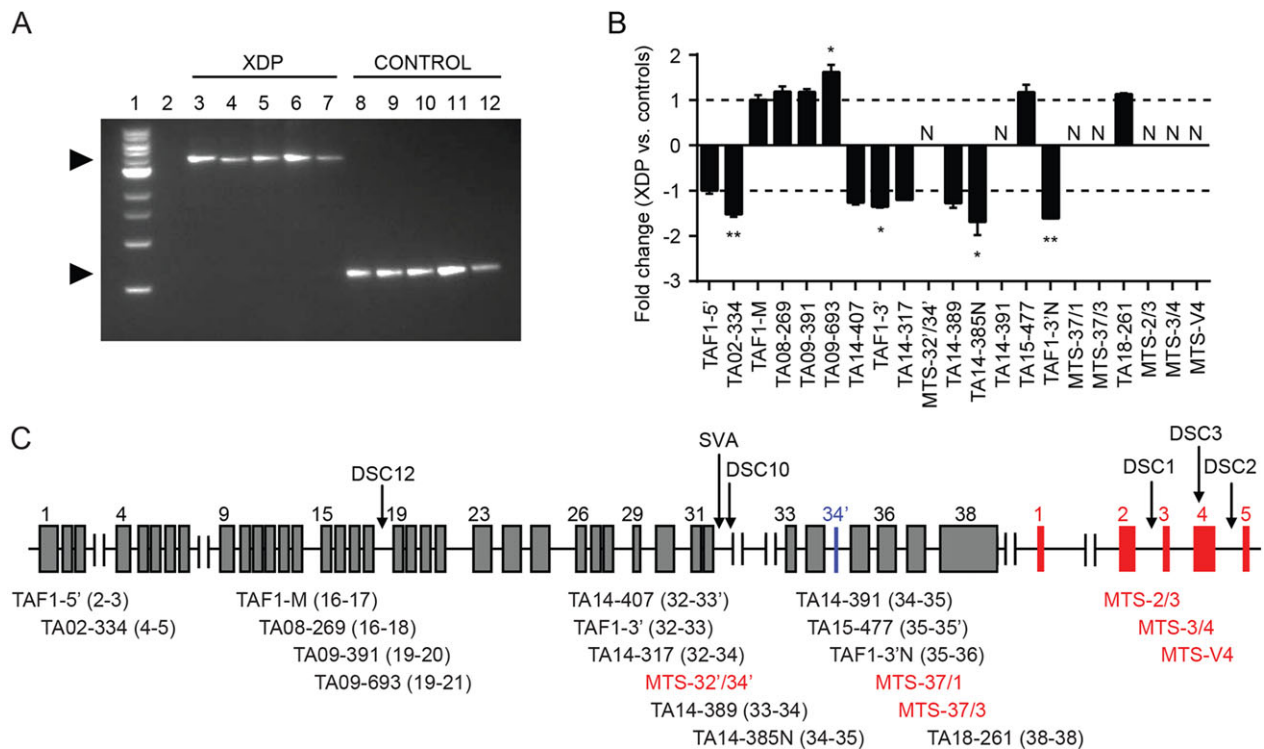 A
XDP CONTROL
1 2 3 4 5 6 7 8 9 10 11 12
B
Fold change (XDP vs. controls)
2
1
0
-1
-2
-3
*
**
*
N
*
N
**
N N
N N N
TAF1-5'
TA02-334
TAF1-M
TA08-269
TA09-391
TA09-693
TA14-407
TAF1-3'
TA14-317
MTS-32'/34'
TA14-389
TA14-385N
TA14-391
TA15-477
TAF1-3'N
MTS-37/1
MTS-37/3
TA18-261
MTS-2/3
MTS-3/4
MTS-V4
C
DSC12
SVA
DSC10
DSC1
DSC3
DSC2
1 4 9 15 19 23 26 29 31 33 34' 36 38 1 2 3 4 5
TAF1-5' (2-3)
TA02-334 (4-5)
TAF1-M (16-17)
TA08-269 (16-18)
TA09-391 (19-20)
TA09-693 (19-21)
TA14-407 (32-33')
TAF1-3' (32-33)
TA14-317 (32-34)
MTS-32'/34'
TA14-389 (33-34)
TA14-385N (34-35)
TA14-391 (34-35)
TA15-477 (35-35')
TAF1-3'N (35-36)
MTS-37/1
MTS-37/3
TA18-261 (38-38)
MTS-2/3
MTS-3/4
MTS-V4